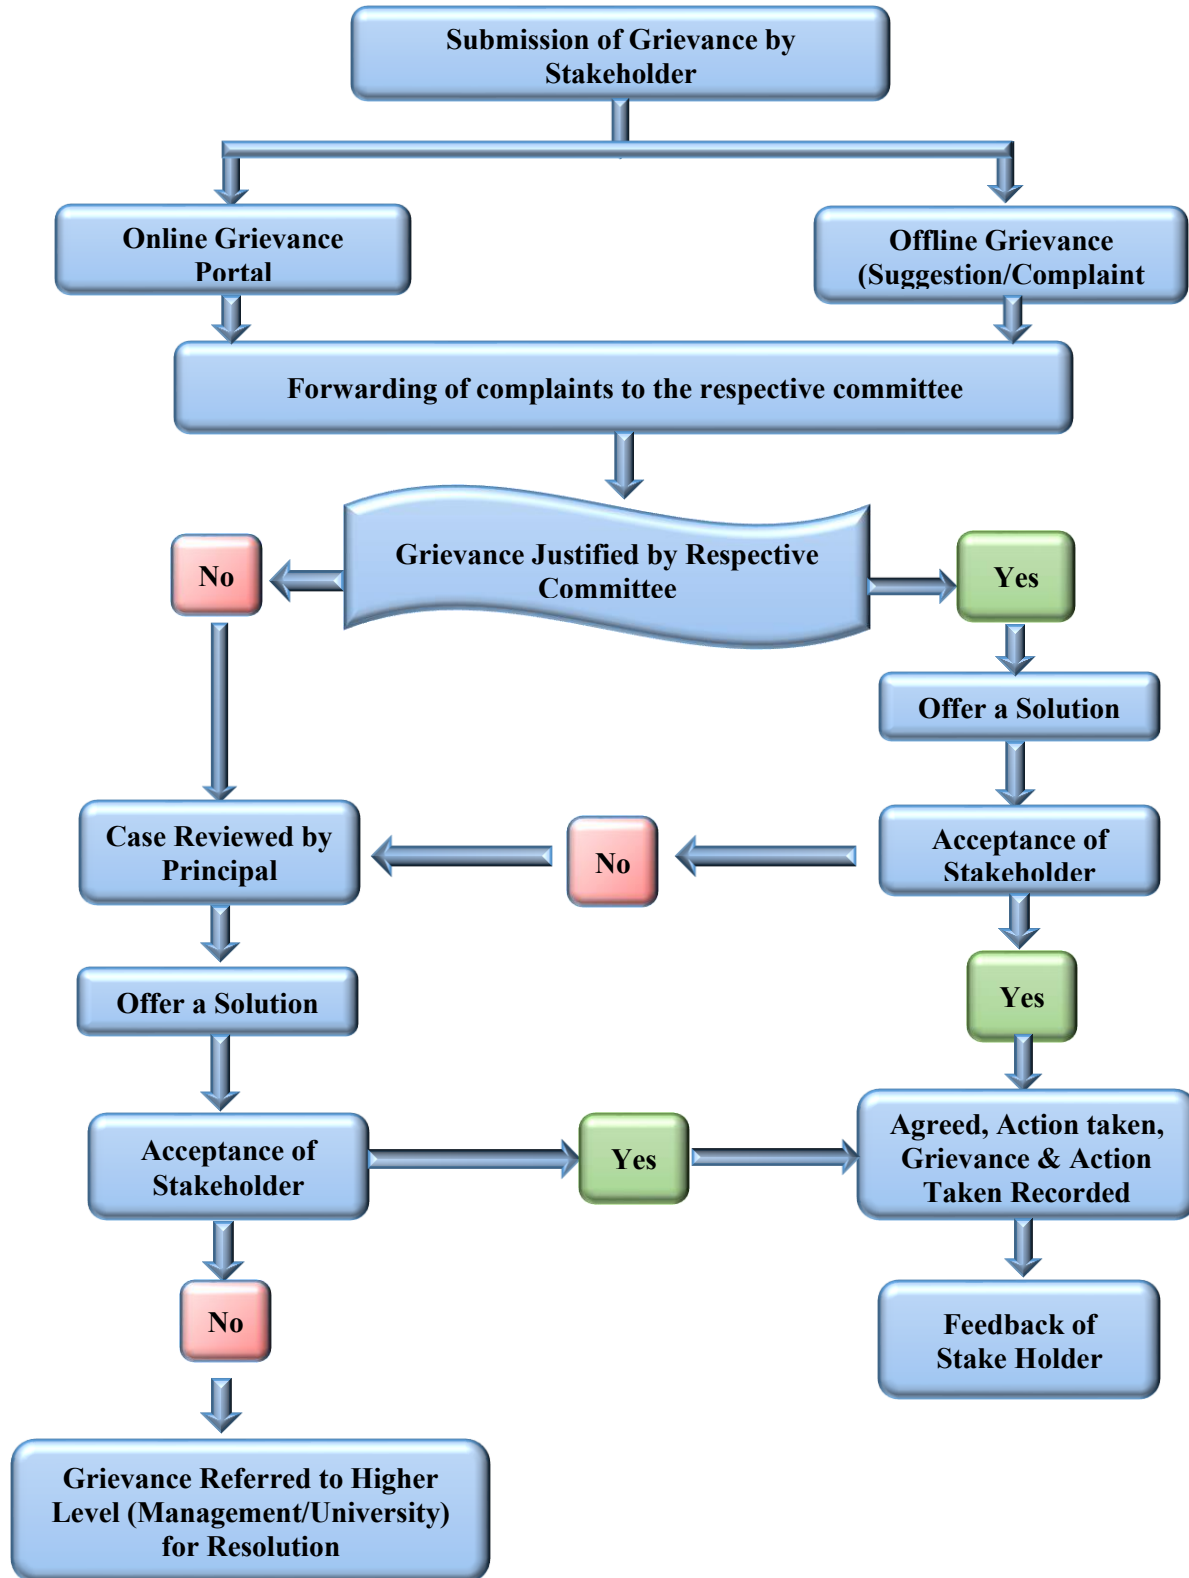 Submission of Grievance by
Stakeholder
Online Grievance
Portal
Offline Grievance
(Suggestion/Complaint
Forwarding of complaints to the respective committee
Grievance Justified by Respective
Committee
No
Yes
Offer a Solution
Case Reviewed by
Principal
No
Acceptance of
Stakeholder
Offer a Solution
Yes
Acceptance of
Stakeholder
Yes
Agreed, Action taken,
Grievance & Action
Taken Recorded
No
Feedback of
Stake Holder
Grievance Referred to Higher
Level (Management/University)
for Resolution